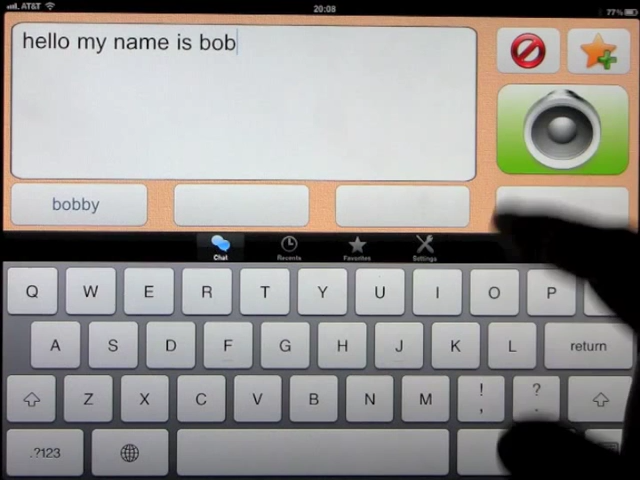 AT&T
20:08
77%
hello my name is bob
bobby
Chat
Recents
Favorites
Settings
Q W E R T Y U I O P
A S D F G H J K L return
Z X C V B N M ! , ? .
.?123